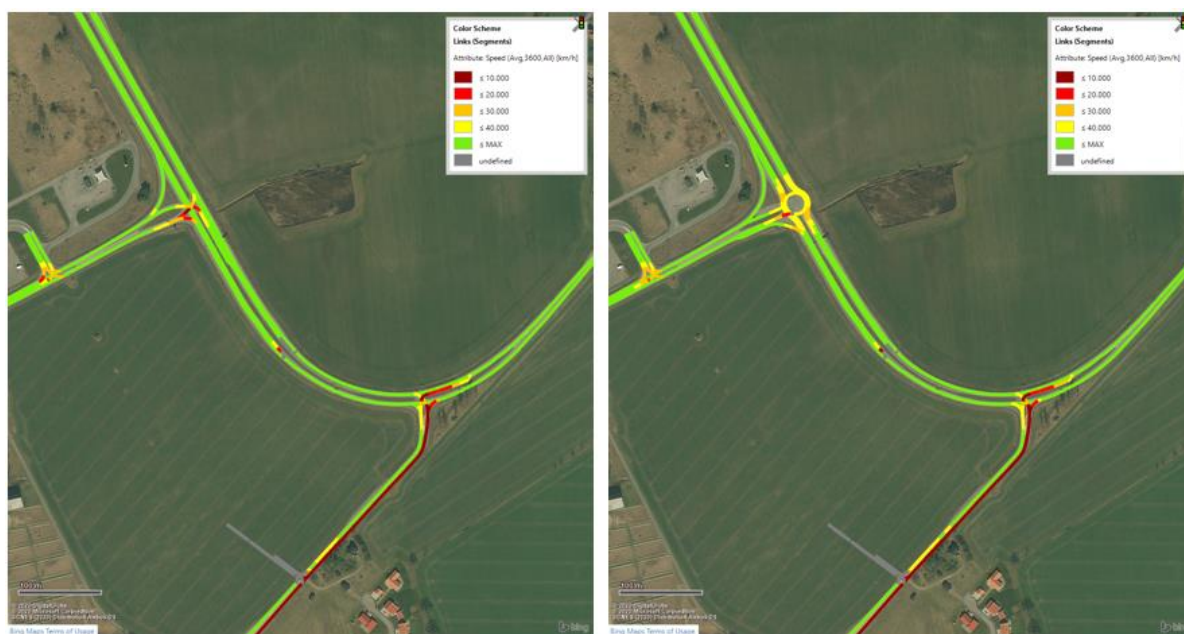 Color Scheme
Links (Segments)
Attribute: Speed (Avg,3600,All) [km/h]
≤ 10.000
≤ 20.000
≤ 30.000
≤ 40.000
≤ MAX
undefined
Bing Maps Terms of Usage
bing
Color Scheme
Links (Segments)
Attribute: Speed (Avg,3600,All) [km/h]
≤ 10.000
≤ 20.000
≤ 30.000
≤ 40.000
≤ MAX
undefined
Bing Maps Terms of Usage
bing